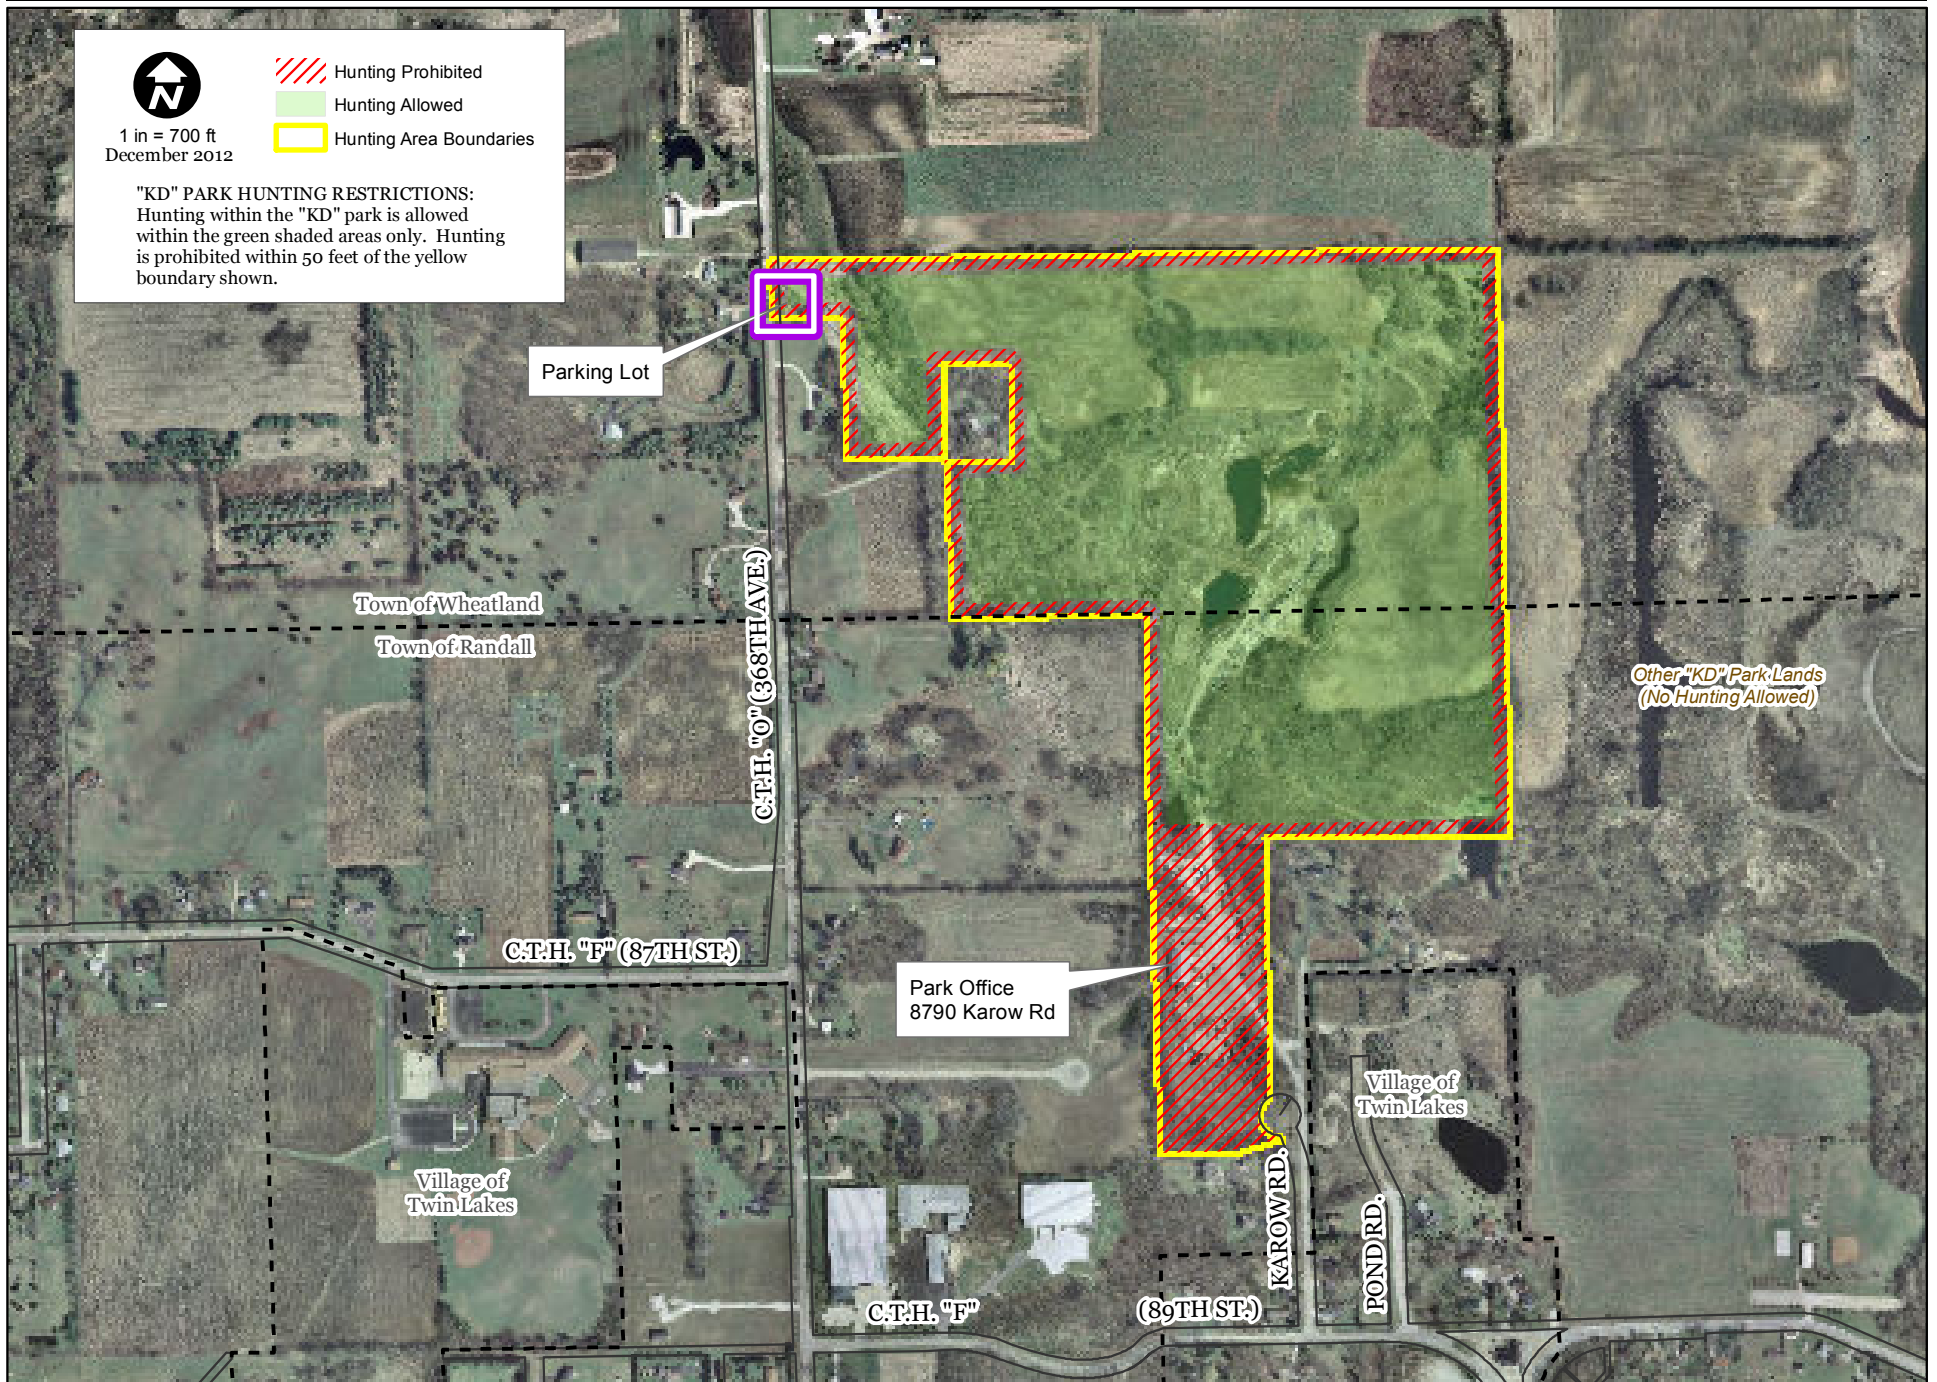 N
1 in = 700 ft
December 2012
Hunting Prohibited
Hunting Allowed
Hunting Area Boundaries
"KD" PARK HUNTING RESTRICTIONS:
Hunting within the "KD" park is allowed
within the green shaded areas only.  Hunting
is prohibited within 50 feet of the yellow
boundary shown.
Parking Lot
Town of Wheatland
Town of Randall
C.T.H. "O" (368TH AVE.)
Other "KD" Park Lands
(No Hunting Allowed)
C.T.H. "F" (87TH ST.)
Park Office
8790 Karow Rd
Village of
Twin Lakes
Village of
Twin Lakes
KAROW RD.
POND RD.
C.T.H. "F"
(89TH ST.)